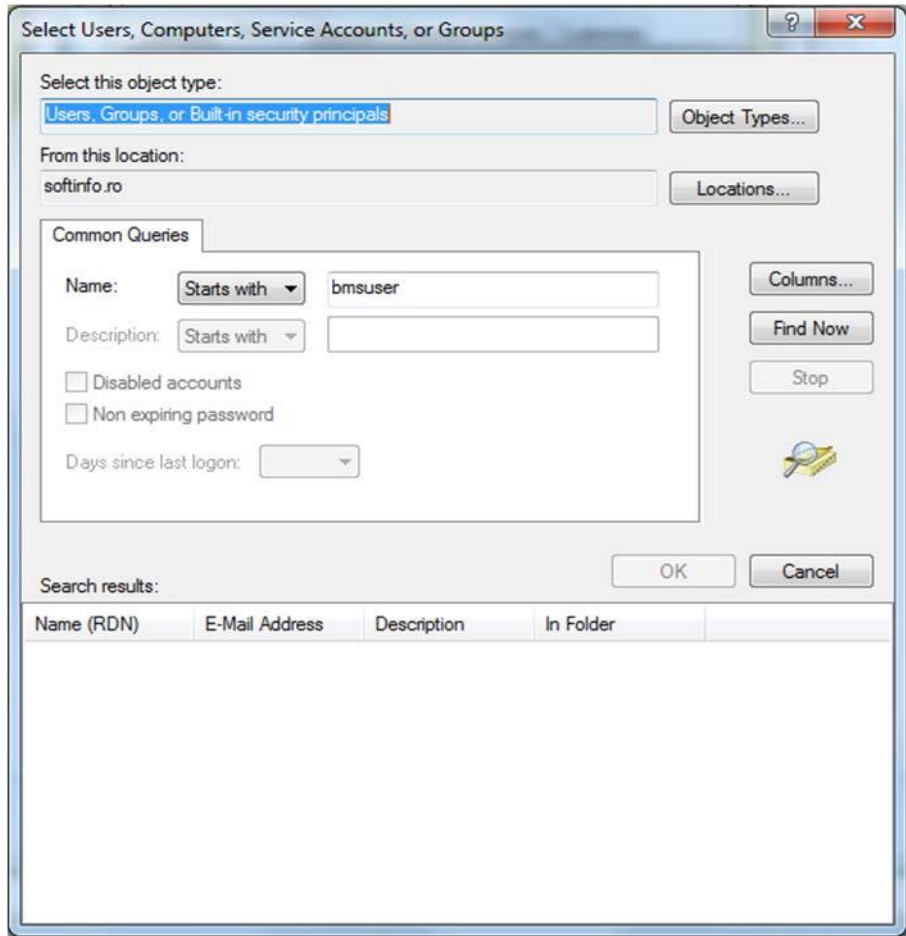 Select Users, Computers, Service Accounts, or Groups
Select this object type:
Users, Groups, or Built-in security principals
Object Types...
From this location:
softinfo.ro
Locations...
Common Queries
Name: Starts with bmsuser
Columns...
Description: Starts with
Find Now
Disabled accounts
Stop
Non expiring password
Days since last logon:
OK Cancel
Search results:
Name (RDN) E-Mail Address Description In Folder